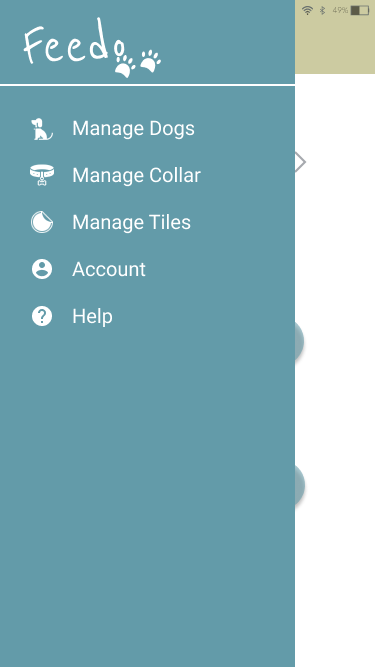 Feedo
49%
Manage Dogs
Manage Collar
Manage Tiles
Account
Help